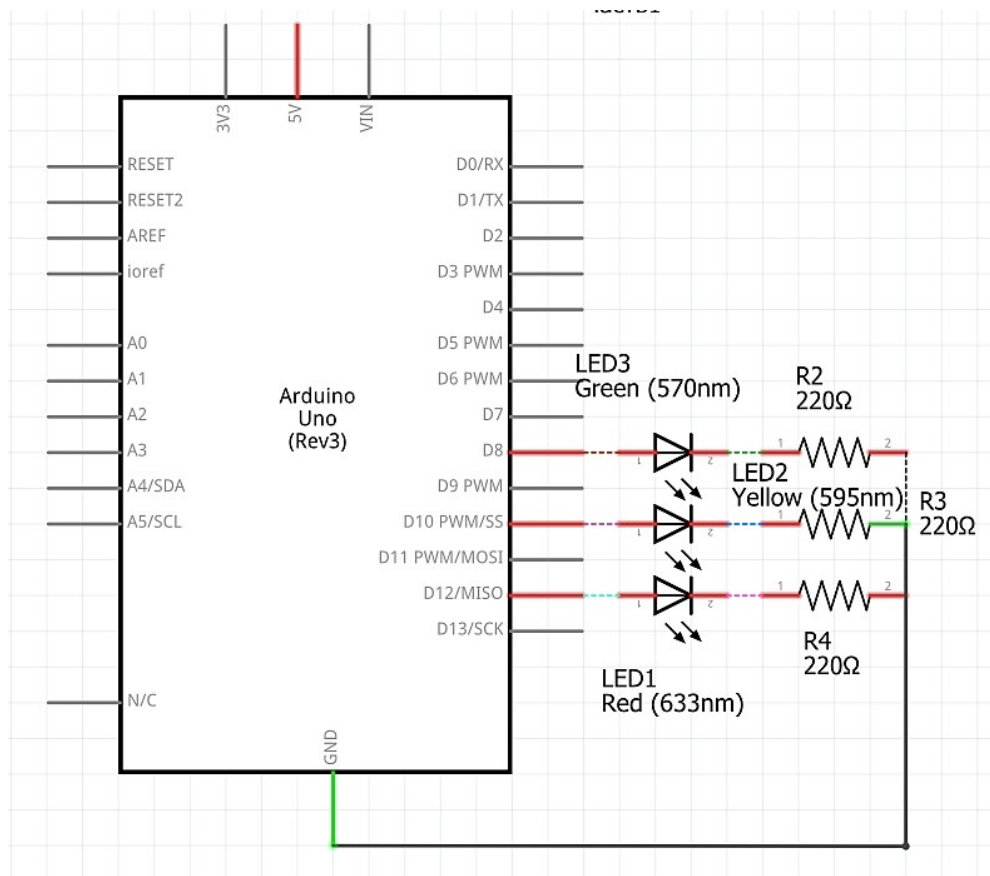 3V3
5V
VIN
RESET
RESET2
AREF
ioref
A0
A1
A2
A3
A4/SDA
A5/SCL
N/C
Arduino
Uno
(Rev3)
D0/RX
D1/TX
D2
D3 PWM
D4
D5 PWM
D6 PWM
D7
D8
D9 PWM
D10 PWM/SS
D11 PWM/MOSI
D12/MISO
D13/SCK
GND
LED3
Green (570nm)
R2
220Ω
1
2
1
2
LED2
Yellow (595nm)
R3
220Ω
1
2
1
2
1
2
1
2
R4
220Ω
LED1
Red (633nm)